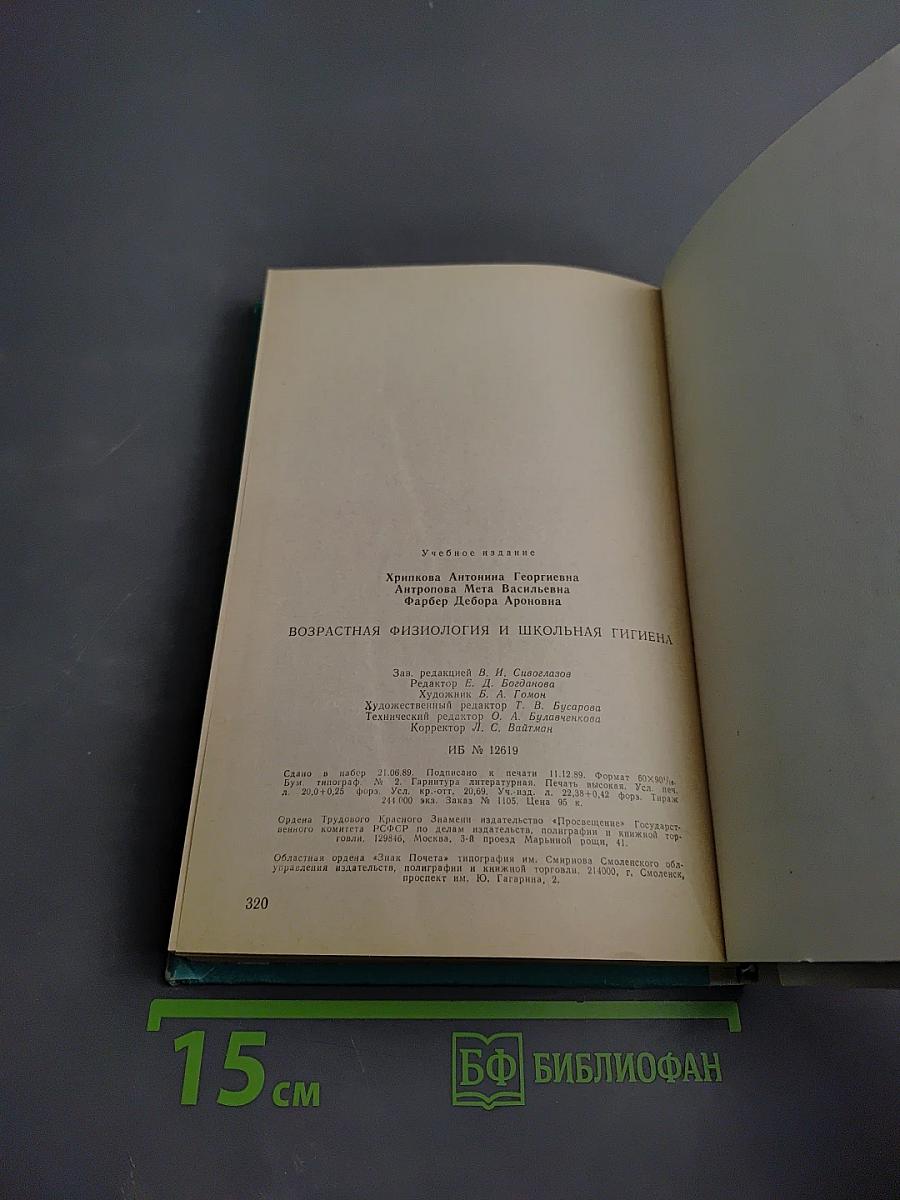 Учебное издание
Хрипкова Антонина Георгиевна
Антропова Мета Васильевна
Фарбер Дебора Ароновна
ВОЗРАСТНАЯ ФИЗИОЛОГИЯ И ШКОЛЬНАЯ ГИГИЕНА
Зав. редакцией В. И. Сивоглазов
Редактор Е. Д. Богданова
Художник Б. А. Гомон
Художественный редактор Т. В. Бусарова
Технический редактор О. А. Булавченкова
Корректор Л. С. Вайтман
ИБ № 12619
Сдано в набор 21.06.89. Подписано к печати 11.12.89. Формат 60×90 1/16.
Бум. типограф. № 2. Гарнитура литературная. Печать высокая. Усл. печ.
л. 20,0+0,25 форз. Усл. кр.-отт. 20,69. Уч.-изд. л. 22,38+0,42 форз. Тираж
244 000 экз. Заказ № 1105. Цена 95 к.
Ордена Трудового Красного Знамени издательство «Просвещение» Государст-
венного комитета РСФСР по делам издательств, полиграфии и книжной тор-
говли. 129846, Москва, 3-й проезд Марьиной рощи, 41.
Областная ордена «Знак Почета» типография им. Смирнова Смоленского обл-
управления издательств, полиграфии и книжной торговли. 214000, г. Смоленск,
проспект им. Ю. Гагарина, 2.
320
15 см
БФ БИБЛИОФАН